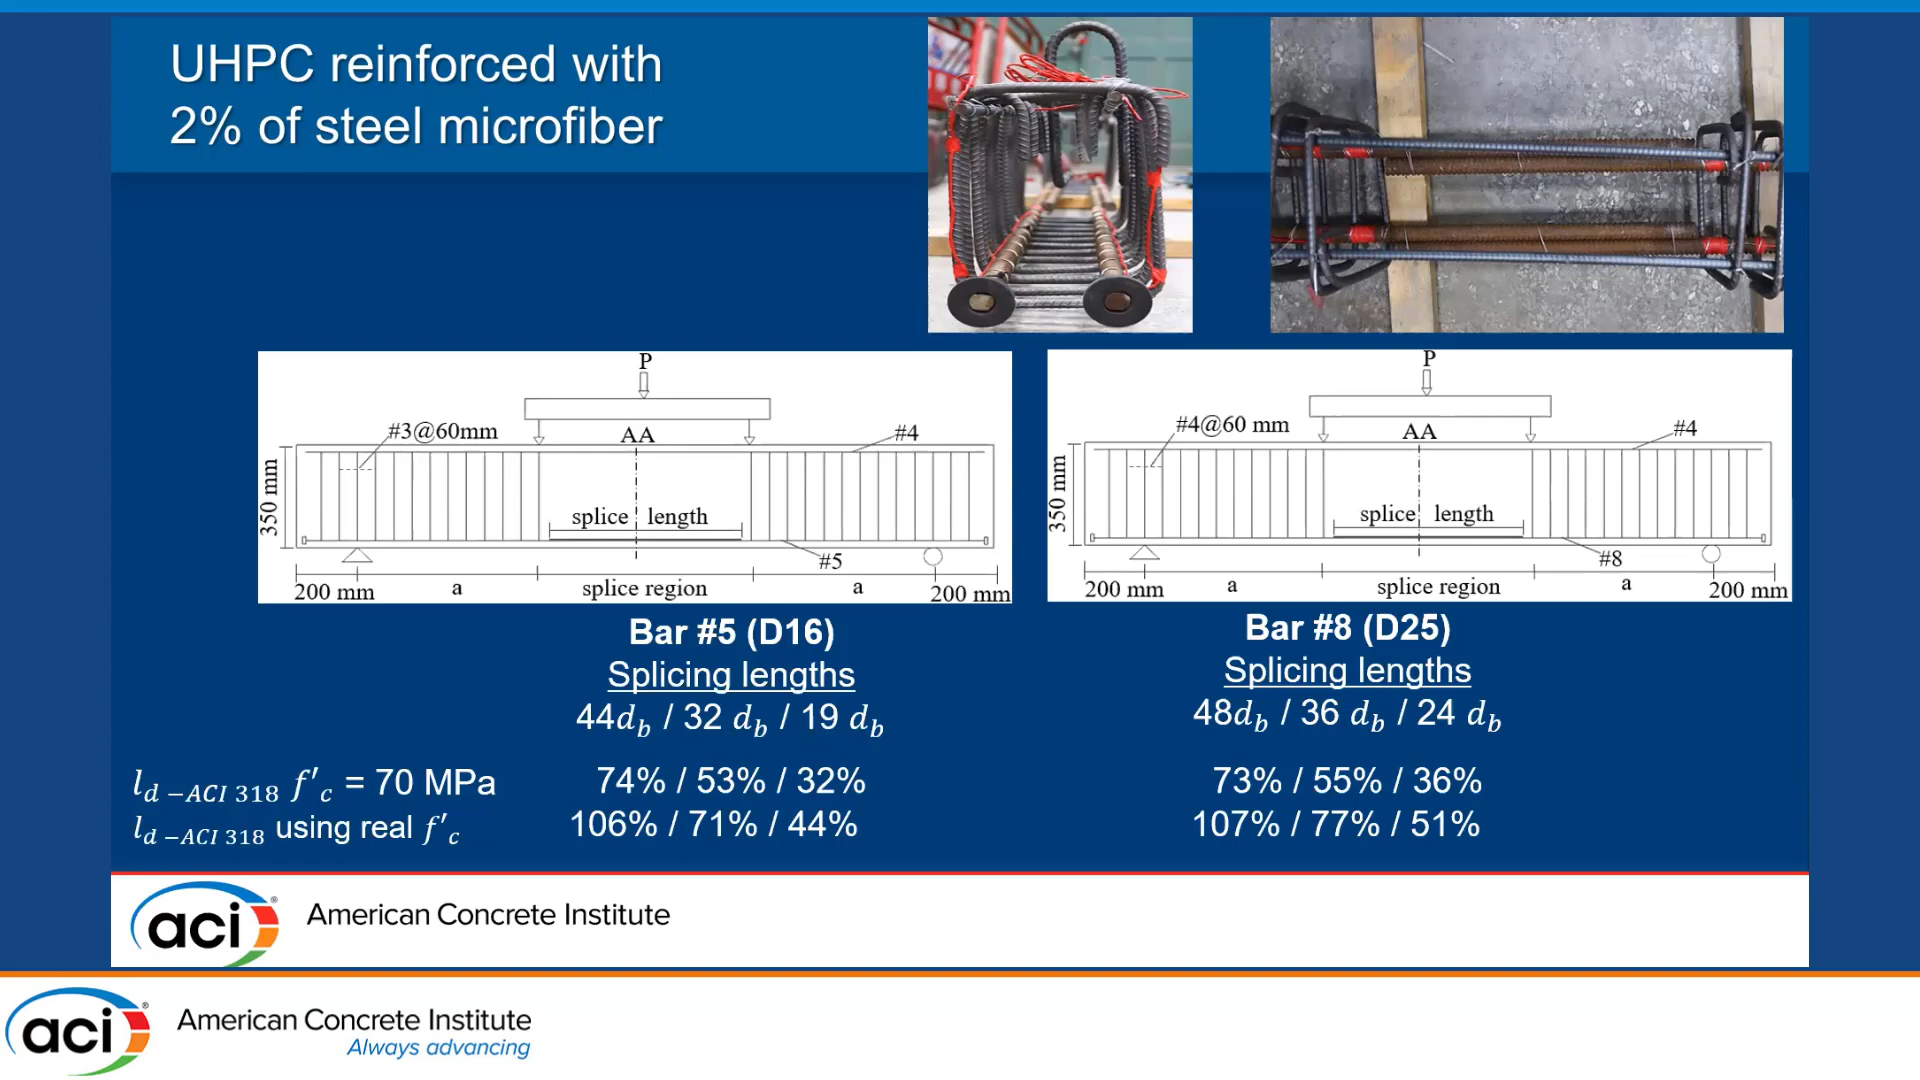 UHPC reinforced with
2% of steel microfiber
P
#3@60mm
AA
#4
350 mm
splice length
#5
200 mm
a
splice region
a
200 mm
P
#4@60 mm
AA
#4
350 mm
splice length
#8
200 mm
a
splice region
a
200 mm
Bar #5 (D16)
Splicing lengths
44d_b / 32 d_b / 19 d_b
Bar #8 (D25)
Splicing lengths
48d_b / 36 d_b / 24 d_b
l_d –ACI 318 f′_c = 70 MPa
74% / 53% / 32%
73% / 55% / 36%
l_d –ACI 318 using real f′_c
106% / 71% / 44%
107% / 77% / 51%
aci® American Concrete Institute
aci® American Concrete Institute
Always advancing